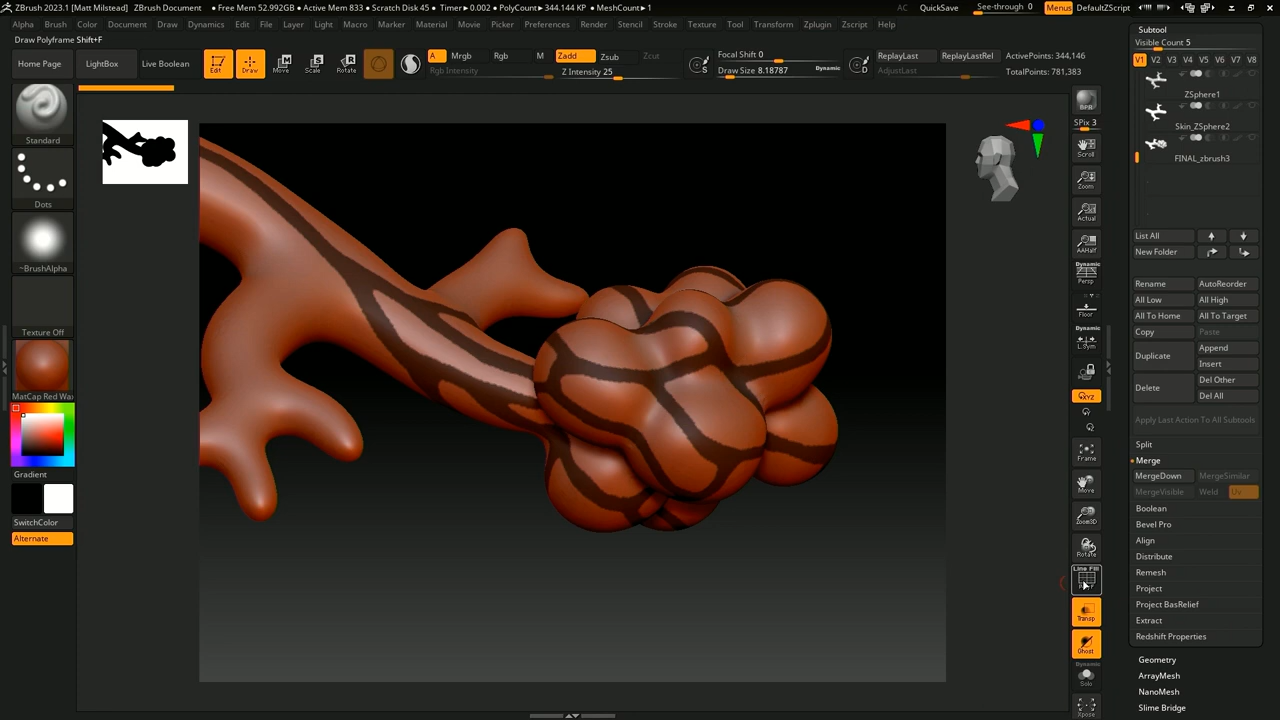 ZBrush 2023.1 [Matt Milstead] ZBrush Document • Free Mem 52.992GB • Active Mem 833 • Scratch Disk 45 • Timer▸0.002 • PolyCount▸344.144 KP • MeshCount▸1
AC QuickSave See-through 0 Menus DefaultZScript
Alpha Brush Color Document Draw Dynamics Edit File Layer Light Macro Marker Material Movie Picker Preferences Render Stencil Stroke Texture Tool Transform Zplugin Zscript Help
Draw Polyframe Shift+F
Home Page LightBox Live Boolean
Edit Draw Move Scale Rotate
A Mrgb Rgb M Zadd Zsub Zcut
Rgb Intensity Z Intensity 25
Focal Shift 0
Draw Size 8.18787 Dynamic
S D
ReplayLast ReplayLastRel
AdjustLast
ActivePoints: 344,146
TotalPoints: 781,383
Standard
Dots
~BrushAlpha
Texture Off
MatCap Red Wa
Gradient
SwitchColor
Alternate
BPR
SPix 3
Scroll
Zoom
Actual
AAHalf
Dynamic
Persp
Floor
Dynamic
L.Sym
XYZ
Frame
Move
Zoom3D
Rotate
Line Fill
Transp
Ghost
Dynamic
Solo
Xpose
Subtool
Visible Count 5
V1 V2 V3 V4 V5 V6 V7 V8
ZSphere1
Skin_ZSphere2
FINAL_zbrush3
List All
New Folder
Rename AutoReorder
All Low All High
All To Home All To Target
Copy Paste
Duplicate Append
Insert
Delete Del Other
Del All
Apply Last Action To All Subtools
Split
Merge
MergeDown MergeSimilar
MergeVisible Weld Uv
Boolean
Bevel Pro
Align
Distribute
Remesh
Project
Project BasRelief
Extract
Redshift Properties
Geometry
ArrayMesh
NanoMesh
Slime Bridge